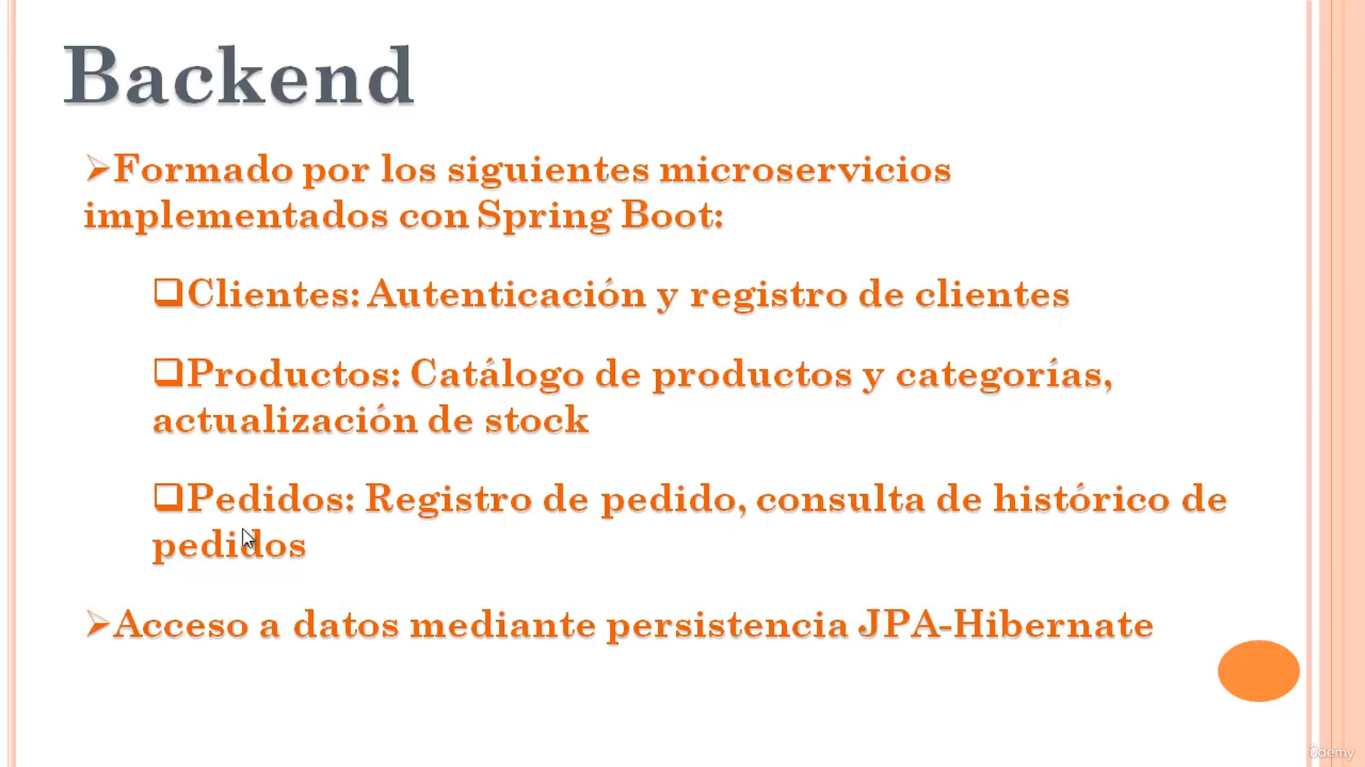 Backend
Formado por los siguientes microservicios
implementados con Spring Boot:
Clientes: Autenticación y registro de clientes
Productos: Catálogo de productos y categorías,
actualización de stock
Pedidos: Registro de pedido, consulta de histórico de
pedidos
Acceso a datos mediante persistencia JPA-Hibernate
Udemy